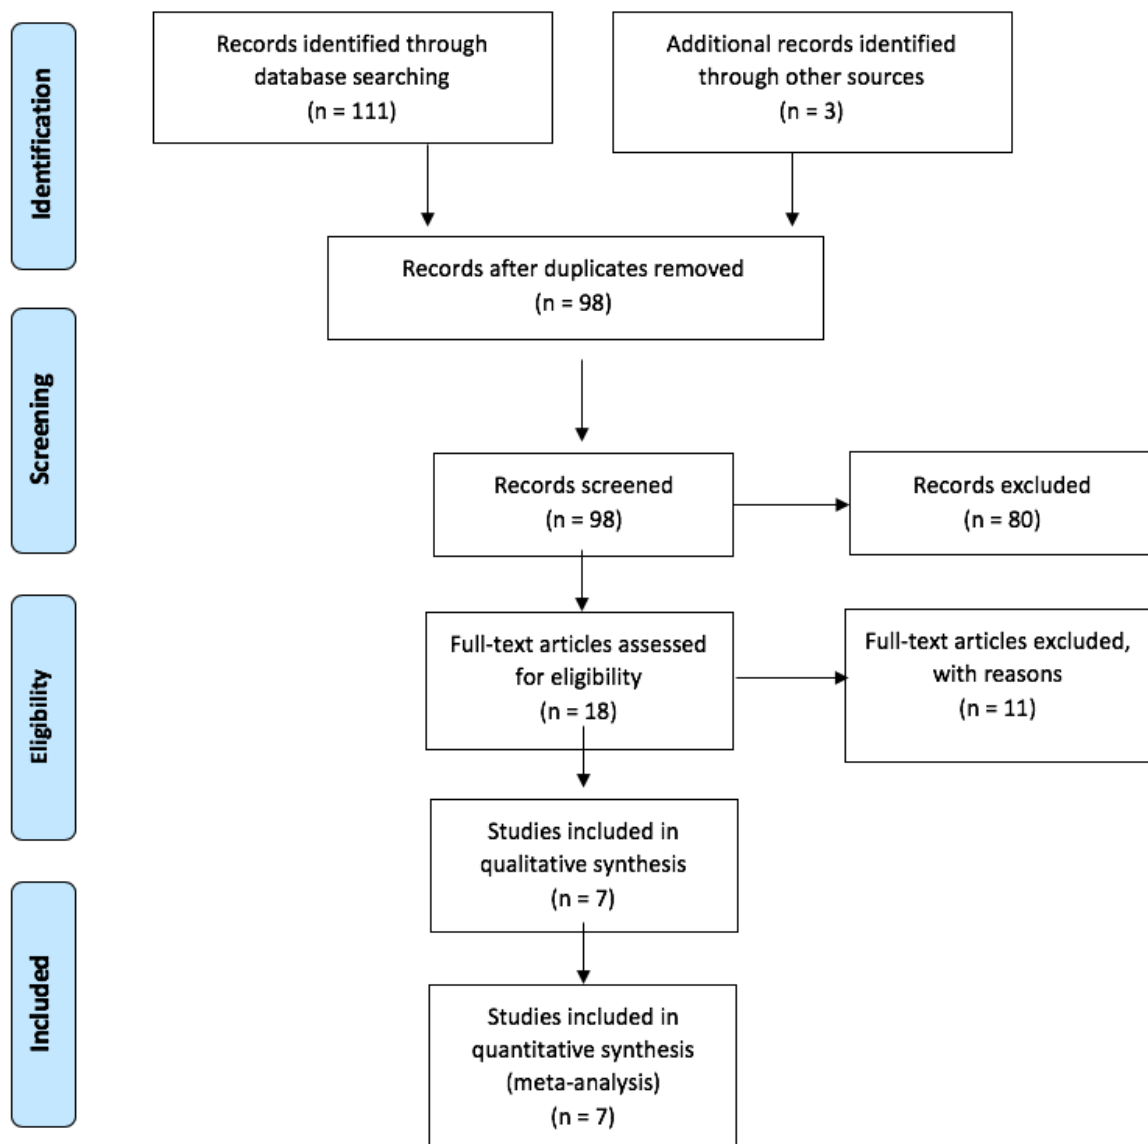 Identification
Records identified through
database searching
(n = 111)
Additional records identified
through other sources
(n = 3)
Records after duplicates removed
(n = 98)
Screening
Records screened
(n = 98)
Records excluded
(n = 80)
Eligibility
Full-text articles assessed
for eligibility
(n = 18)
Full-text articles excluded,
with reasons
(n = 11)
Studies included in
qualitative synthesis
(n = 7)
Included
Studies included in
quantitative synthesis
(meta-analysis)
(n = 7)